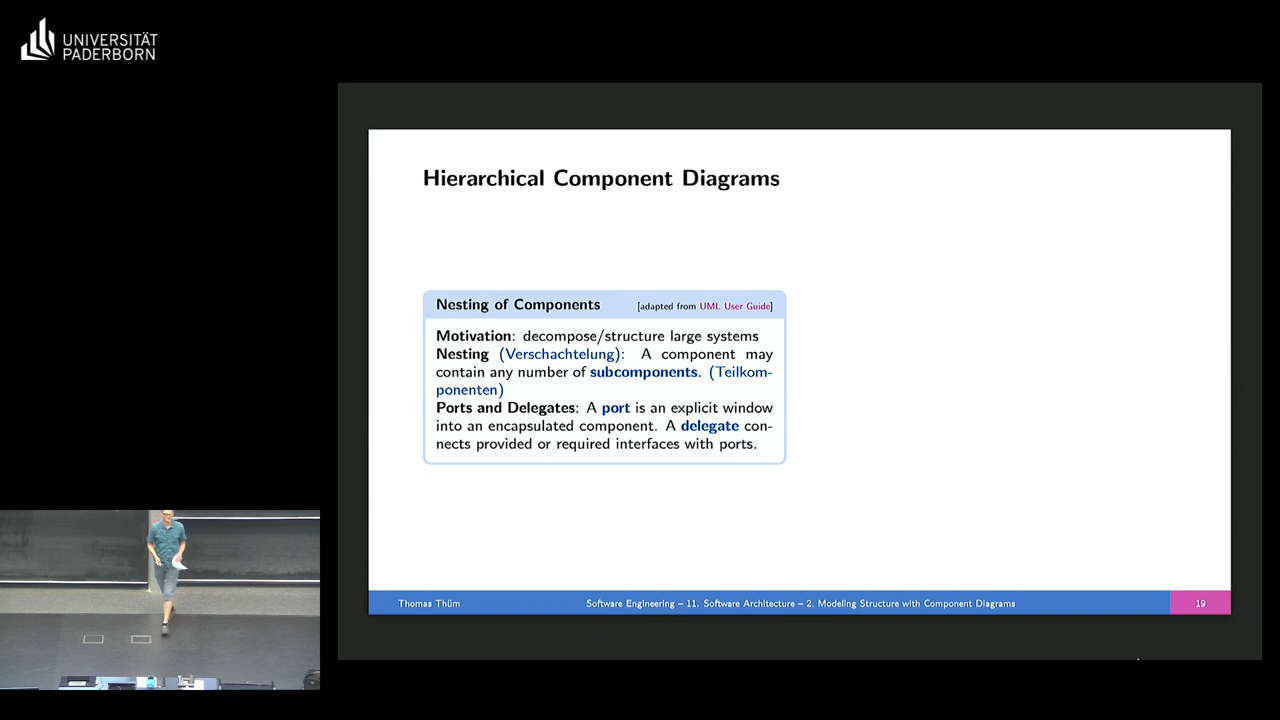 UNIVERSITÄT
PADERBORN
Hierarchical Component Diagrams
Nesting of Components [adapted from UML User Guide]
Motivation: decompose/structure large systems
Nesting (Verschachtelung): A component may
contain any number of subcomponents. (Teilkom-
ponenten)
Ports and Delegates: A port is an explicit window
into an encapsulated component. A delegate con-
nects provided or required interfaces with ports.
Thomas Thüm Software Engineering – 11. Software Architecture – 2. Modeling Structure with Component Diagrams 19